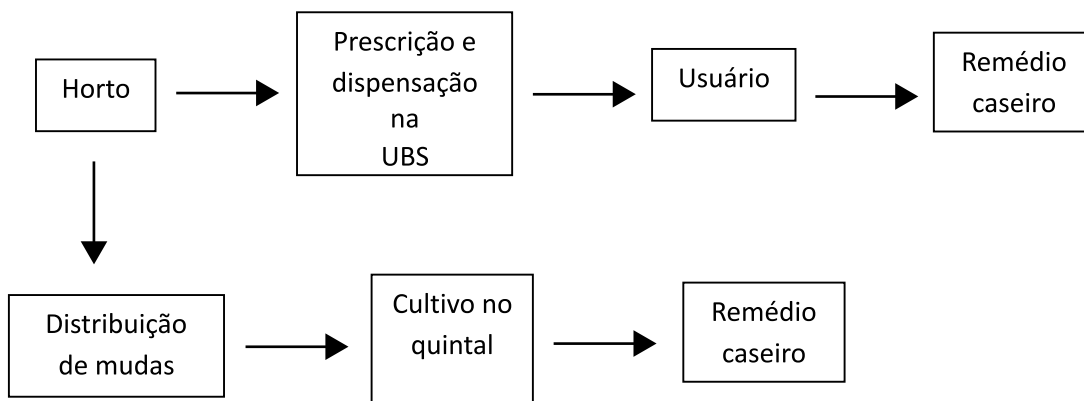 Horto
Prescrição e
dispensação
na
UBS
Usuário
Remédio
caseiro
Distribuição
de mudas
Cultivo no
quintal
Remédio
caseiro